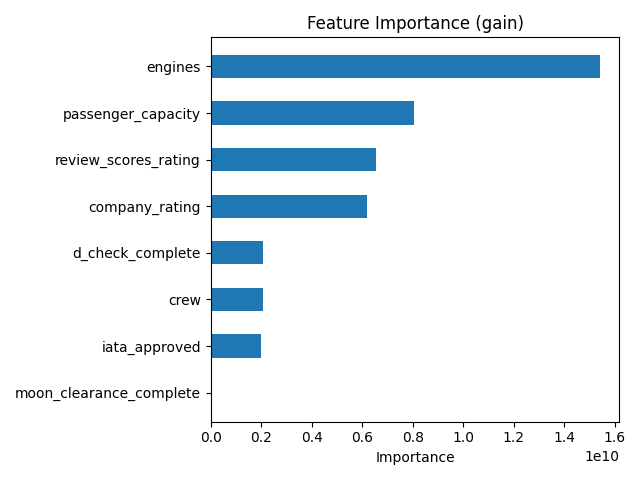 Feature Importance (gain)
engines
passenger_capacity
review_scores_rating
company_rating
d_check_complete
crew
iata_approved
moon_clearance_complete
0.0 0.2 0.4 0.6 0.8 1.0 1.2 1.4 1.6
1e10
Importance